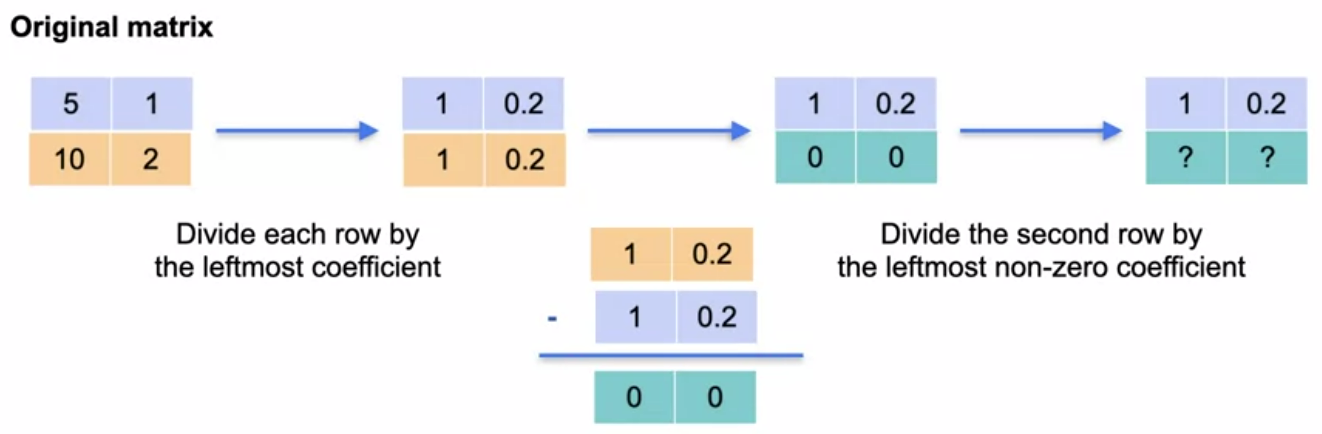 Original matrix
5 1 1 0.2 1 0.2 1 0.2
10 2 1 0.2 0 0 ? ?
Divide each row by
the leftmost coefficient
1 0.2
- 1 0.2
0 0
Divide the second row by
the leftmost non-zero coefficient